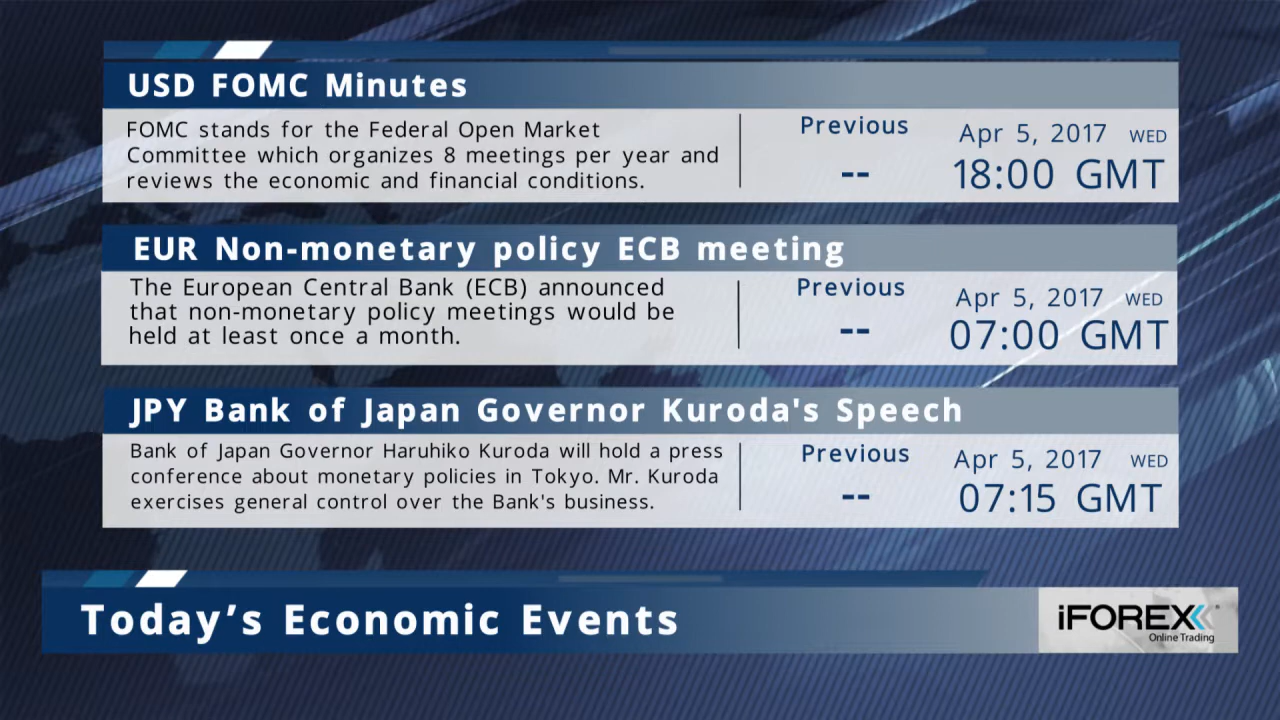 USD FOMC Minutes
FOMC stands for the Federal Open Market
Committee which organizes 8 meetings per year and
reviews the economic and financial conditions.
Previous
--
Apr 5, 2017 WED
18:00 GMT
EUR Non-monetary policy ECB meeting
The European Central Bank (ECB) announced
that non-monetary policy meetings would be
held at least once a month.
Previous
--
Apr 5, 2017 WED
07:00 GMT
JPY Bank of Japan Governor Kuroda's Speech
Bank of Japan Governor Haruhiko Kuroda will hold a press
conference about monetary policies in Tokyo. Mr. Kuroda
exercises general control over the Bank's business.
Previous
--
Apr 5, 2017 WED
07:15 GMT
Today’s Economic Events
iFOREX
Online Trading